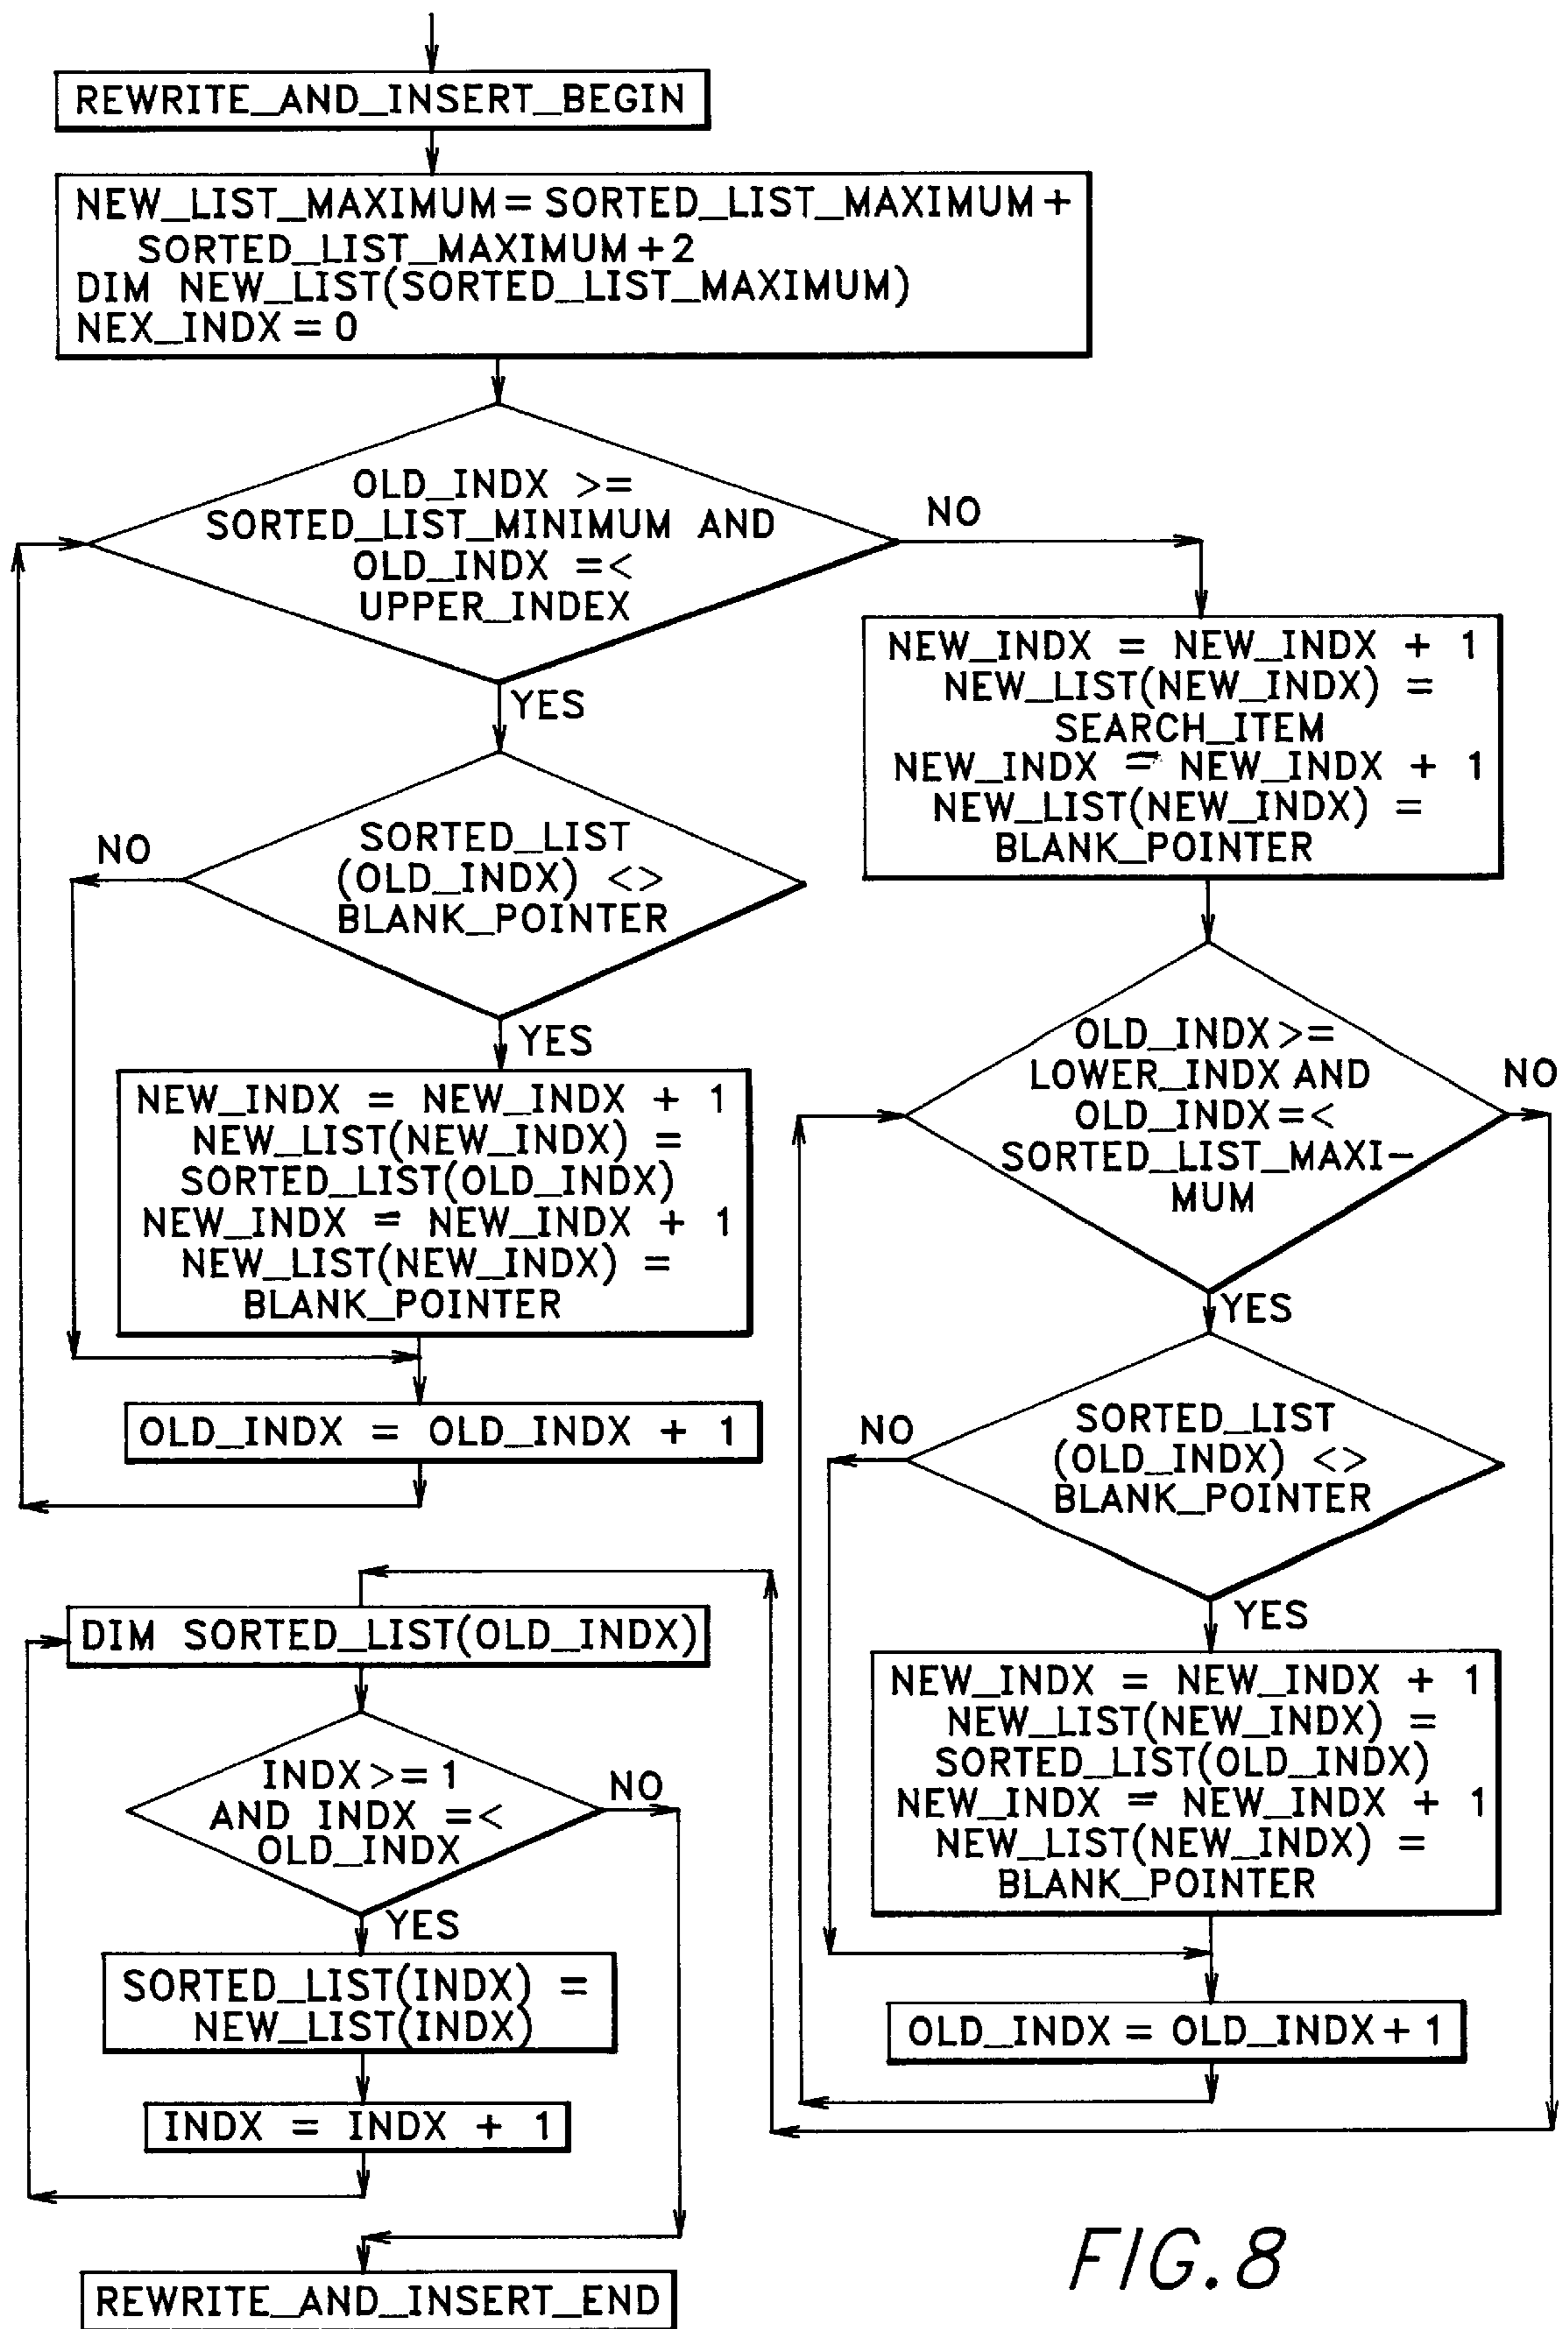 REWRITE_AND_INSERT_BEGIN
NEW_LIST_MAXIMUM = SORTED_LIST_MAXIMUM +
SORTED_LIST_MAXIMUM + 2
DIM NEW_LIST(SORTED_LIST_MAXIMUM)
NEX_INDX = 0
OLD_INDX >=
SORTED_LIST_MINIMUM AND
OLD_INDX =<
UPPER_INDEX
NO
YES
SORTED_LIST
(OLD_INDX) <>
BLANK_POINTER
NO
YES
NEW_INDX = NEW_INDX + 1
NEW_LIST(NEW_INDX) =
SORTED_LIST(OLD_INDX)
NEW_INDX = NEW_INDX + 1
NEW_LIST(NEW_INDX) =
BLANK_POINTER
OLD_INDX = OLD_INDX + 1
NEW_INDX = NEW_INDX + 1
NEW_LIST(NEW_INDX) =
SEARCH_ITEM
NEW_INDX = NEW_INDX + 1
NEW_LIST(NEW_INDX) =
BLANK_POINTER
OLD_INDX >=
LOWER_INDX AND
OLD_INDX =<
SORTED_LIST_MAXI-
MUM
NO
YES
SORTED_LIST
(OLD_INDX) <>
BLANK_POINTER
NO
YES
NEW_INDX = NEW_INDX + 1
NEW_LIST(NEW_INDX) =
SORTED_LIST(OLD_INDX)
NEW_INDX = NEW_INDX + 1
NEW_LIST(NEW_INDX) =
BLANK_POINTER
OLD_INDX = OLD_INDX + 1
DIM SORTED_LIST(OLD_INDX)
INDX >= 1
AND INDX =<
OLD_INDX
NO
YES
SORTED_LIST(INDX) =
NEW_LIST(INDX)
INDX = INDX + 1
REWRITE_AND_INSERT_END
FIG. 8